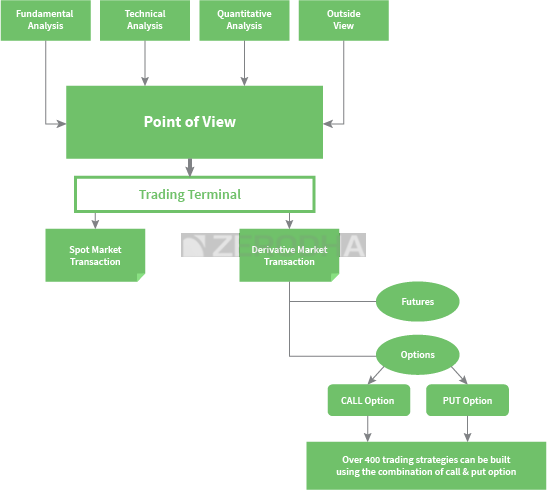 Fundamental
Analysis
Technical
Analysis
Quantitative
Analysis
Outside
View
Point of View
Trading Terminal
Spot Market
Transaction
ZERODHA
Derivative Market
Transaction
Futures
Options
CALL Option
PUT Option
Over 400 trading strategies can be built
using the combination of call & put option